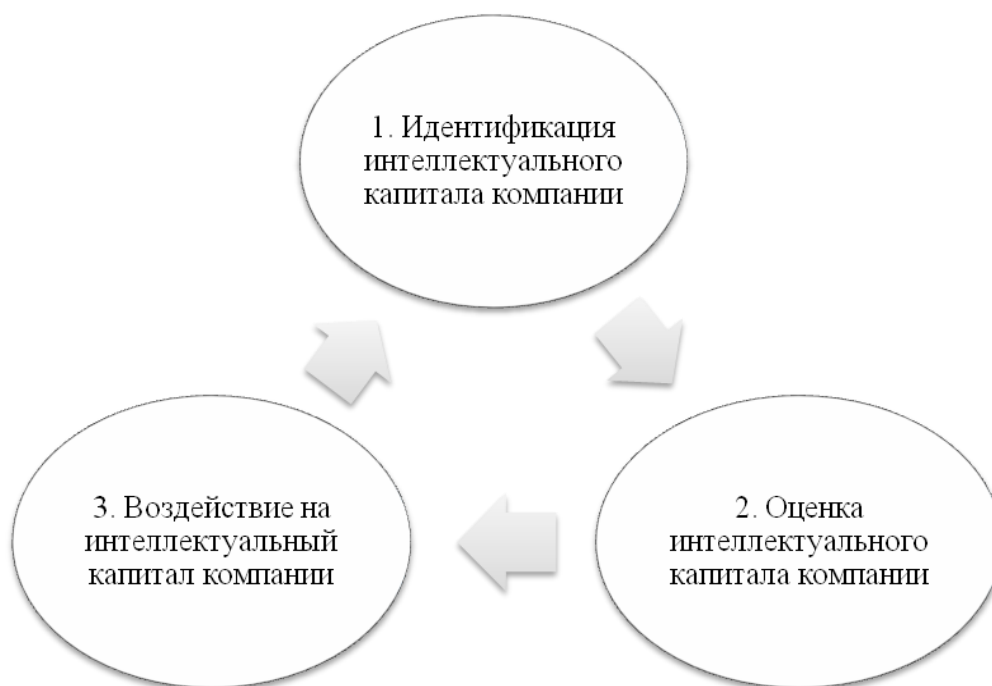 1. Идентификация
интеллектуального
капитала компании
2. Оценка
интеллектуального
капитала компании
3. Воздействие на
интеллектуальный
капитал компании